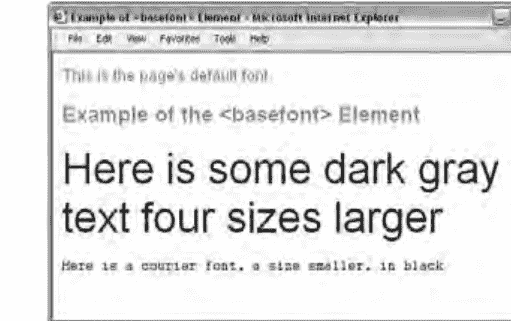 Example of <basefont> Element - Microsoft Internet Explorer
File Edit View Favorites Tools Help
This is the page's default font.
Example of the <basefont> Element
Here is some dark gray
text four sizes larger
Here is a courier font, a size smaller, in black